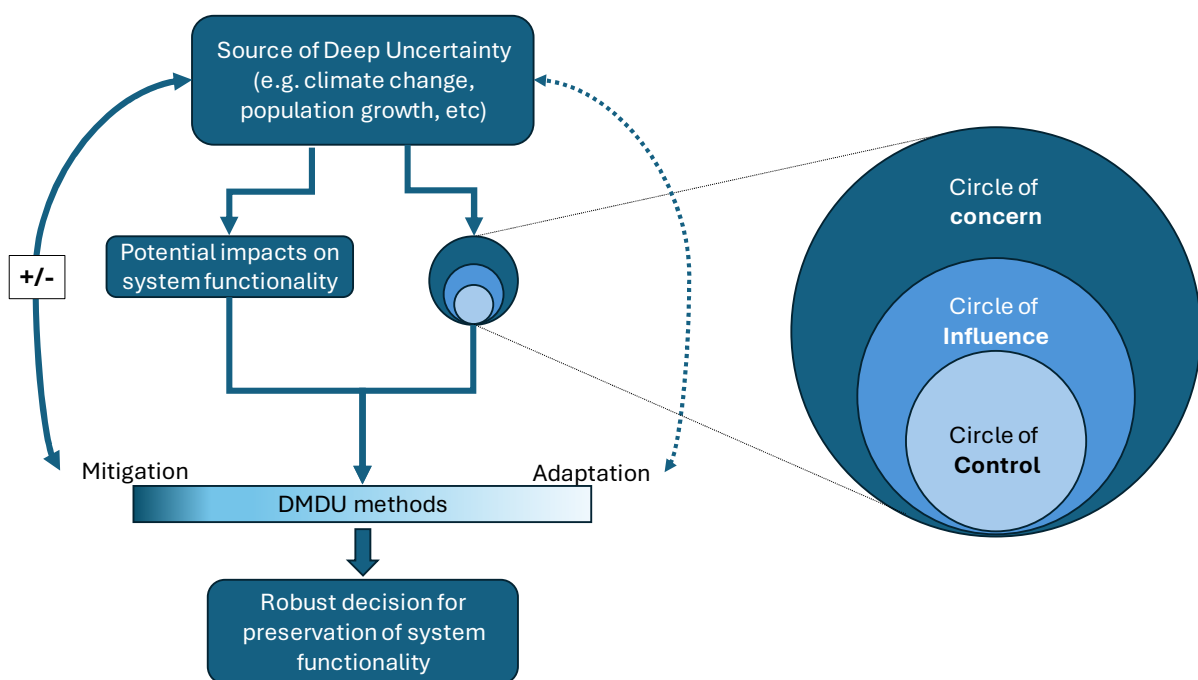 Source of Deep Uncertainty
(e.g. climate change,
population growth, etc)
+/-
Potential impacts on
system functionality
Circle of
concern
Circle of
Influence
Circle of
Control
Mitigation
Adaptation
DMDU methods
Robust decision for
preservation of system
functionality